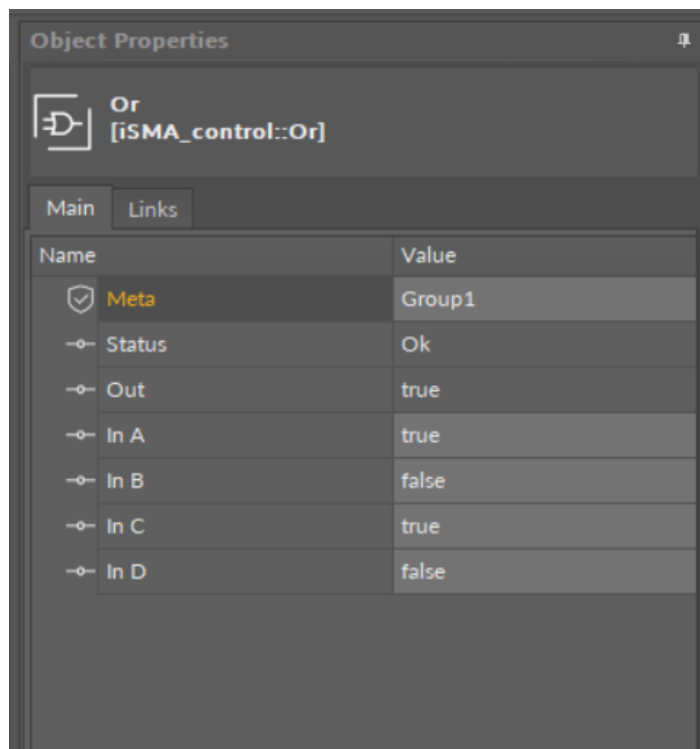 Object Properties
Or
[iSMA_control::Or]
Main Links
Name Value
Meta Group1
Status Ok
Out true
In A true
In B false
In C true
In D false